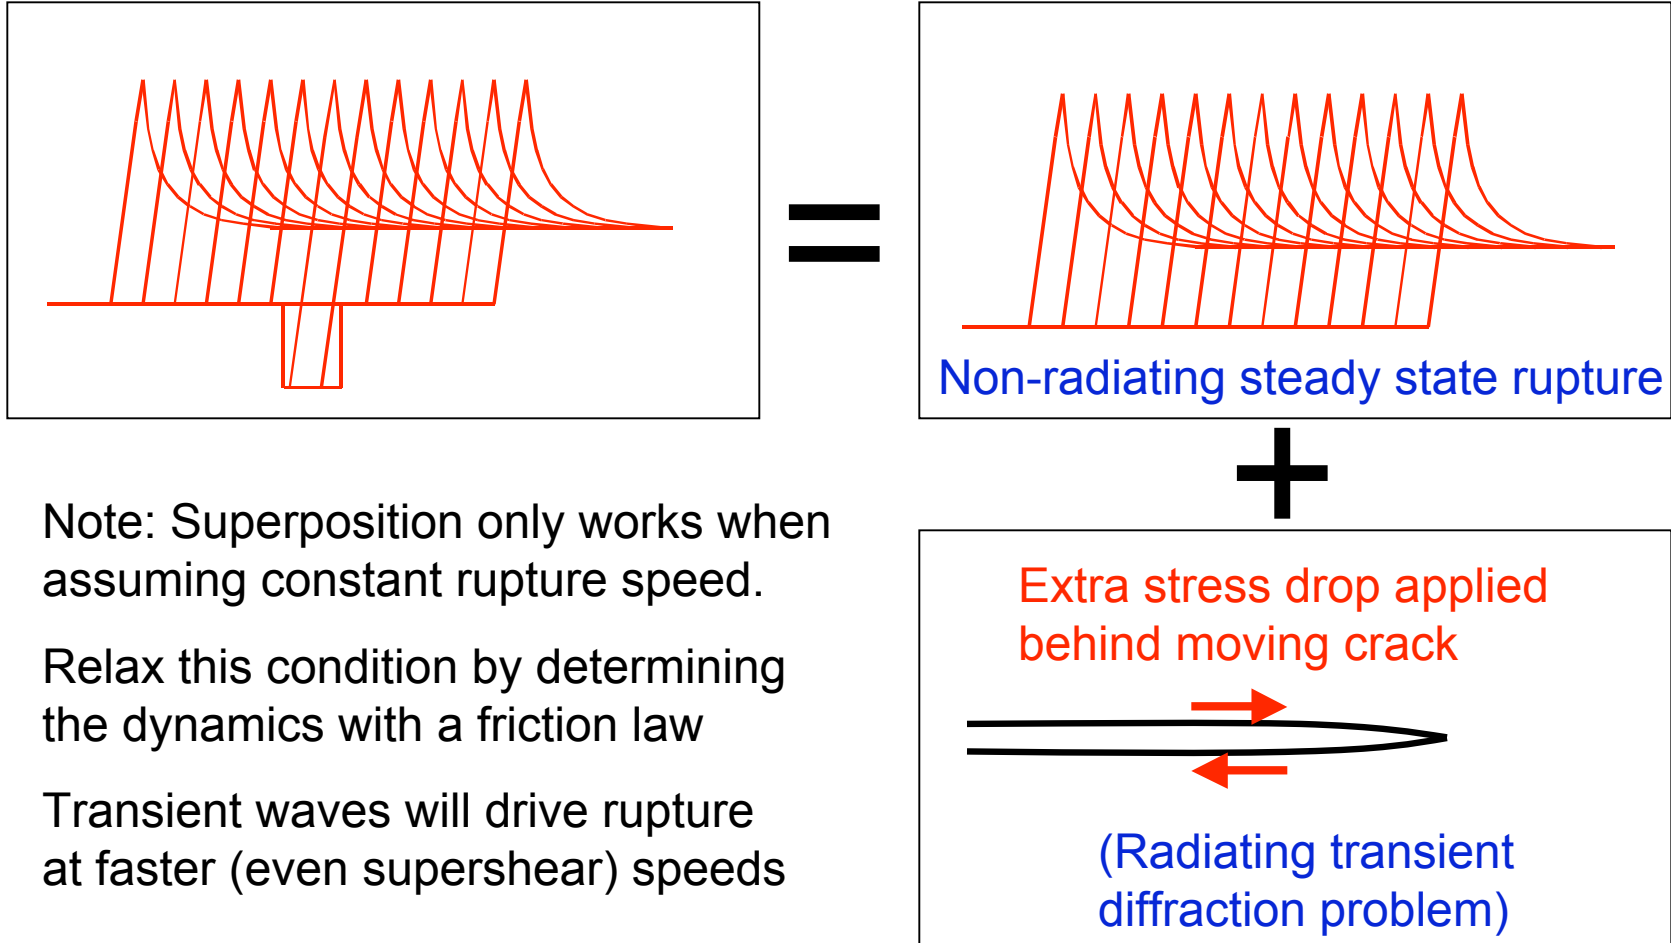 Non-radiating steady state rupture
Note: Superposition only works when
assuming constant rupture speed.
Relax this condition by determining
the dynamics with a friction law
Transient waves will drive rupture
at faster (even supershear) speeds
Extra stress drop applied
behind moving crack
(Radiating transient
diffraction problem)